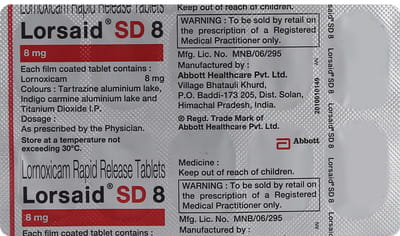 Lornoxicam Rapid Release Tablets
Lorsaid® SD 8
8 mg
Each film coated tablet contains :
Lornoxicam 8 mg
Colours : Tartrazine aluminium lake,
Indigo carmine aluminium lake and
Titanium Dioxide I.P.
Dosage :
As prescribed by the Physician.
Store at a temperature not
exceeding 30°C.
Keep out of reach of children.
WARNING : To be sold by retail on
the prescription of a Registered
Medical Practitioner only.
Mfg. Lic. No. MNB/06/295
Manufactured by :
Abbott Healthcare Pvt. Ltd.
Village Bhatauli Khurd,
P.O. Baddi-173 205, Dist. Solan,
Himachal Pradesh, India.
® Regd. Trade Mark of
Abbott Healthcare Pvt. Ltd.
Abbott
Lornoxicam Rapid Release Tablets
Lorsaid® SD 8
8 mg
Each film coated tablet contains :
Medicine :
Keep out of reach of children.
WARNING : To be sold by retail on
the prescription of a Registered
Medical Practitioner only.
Mfg. Lic. No. MNB/06/295
Manufactured by :
Lorsaid® SD 8
Lorsaid® SD 8
Lorsaid® SD 8